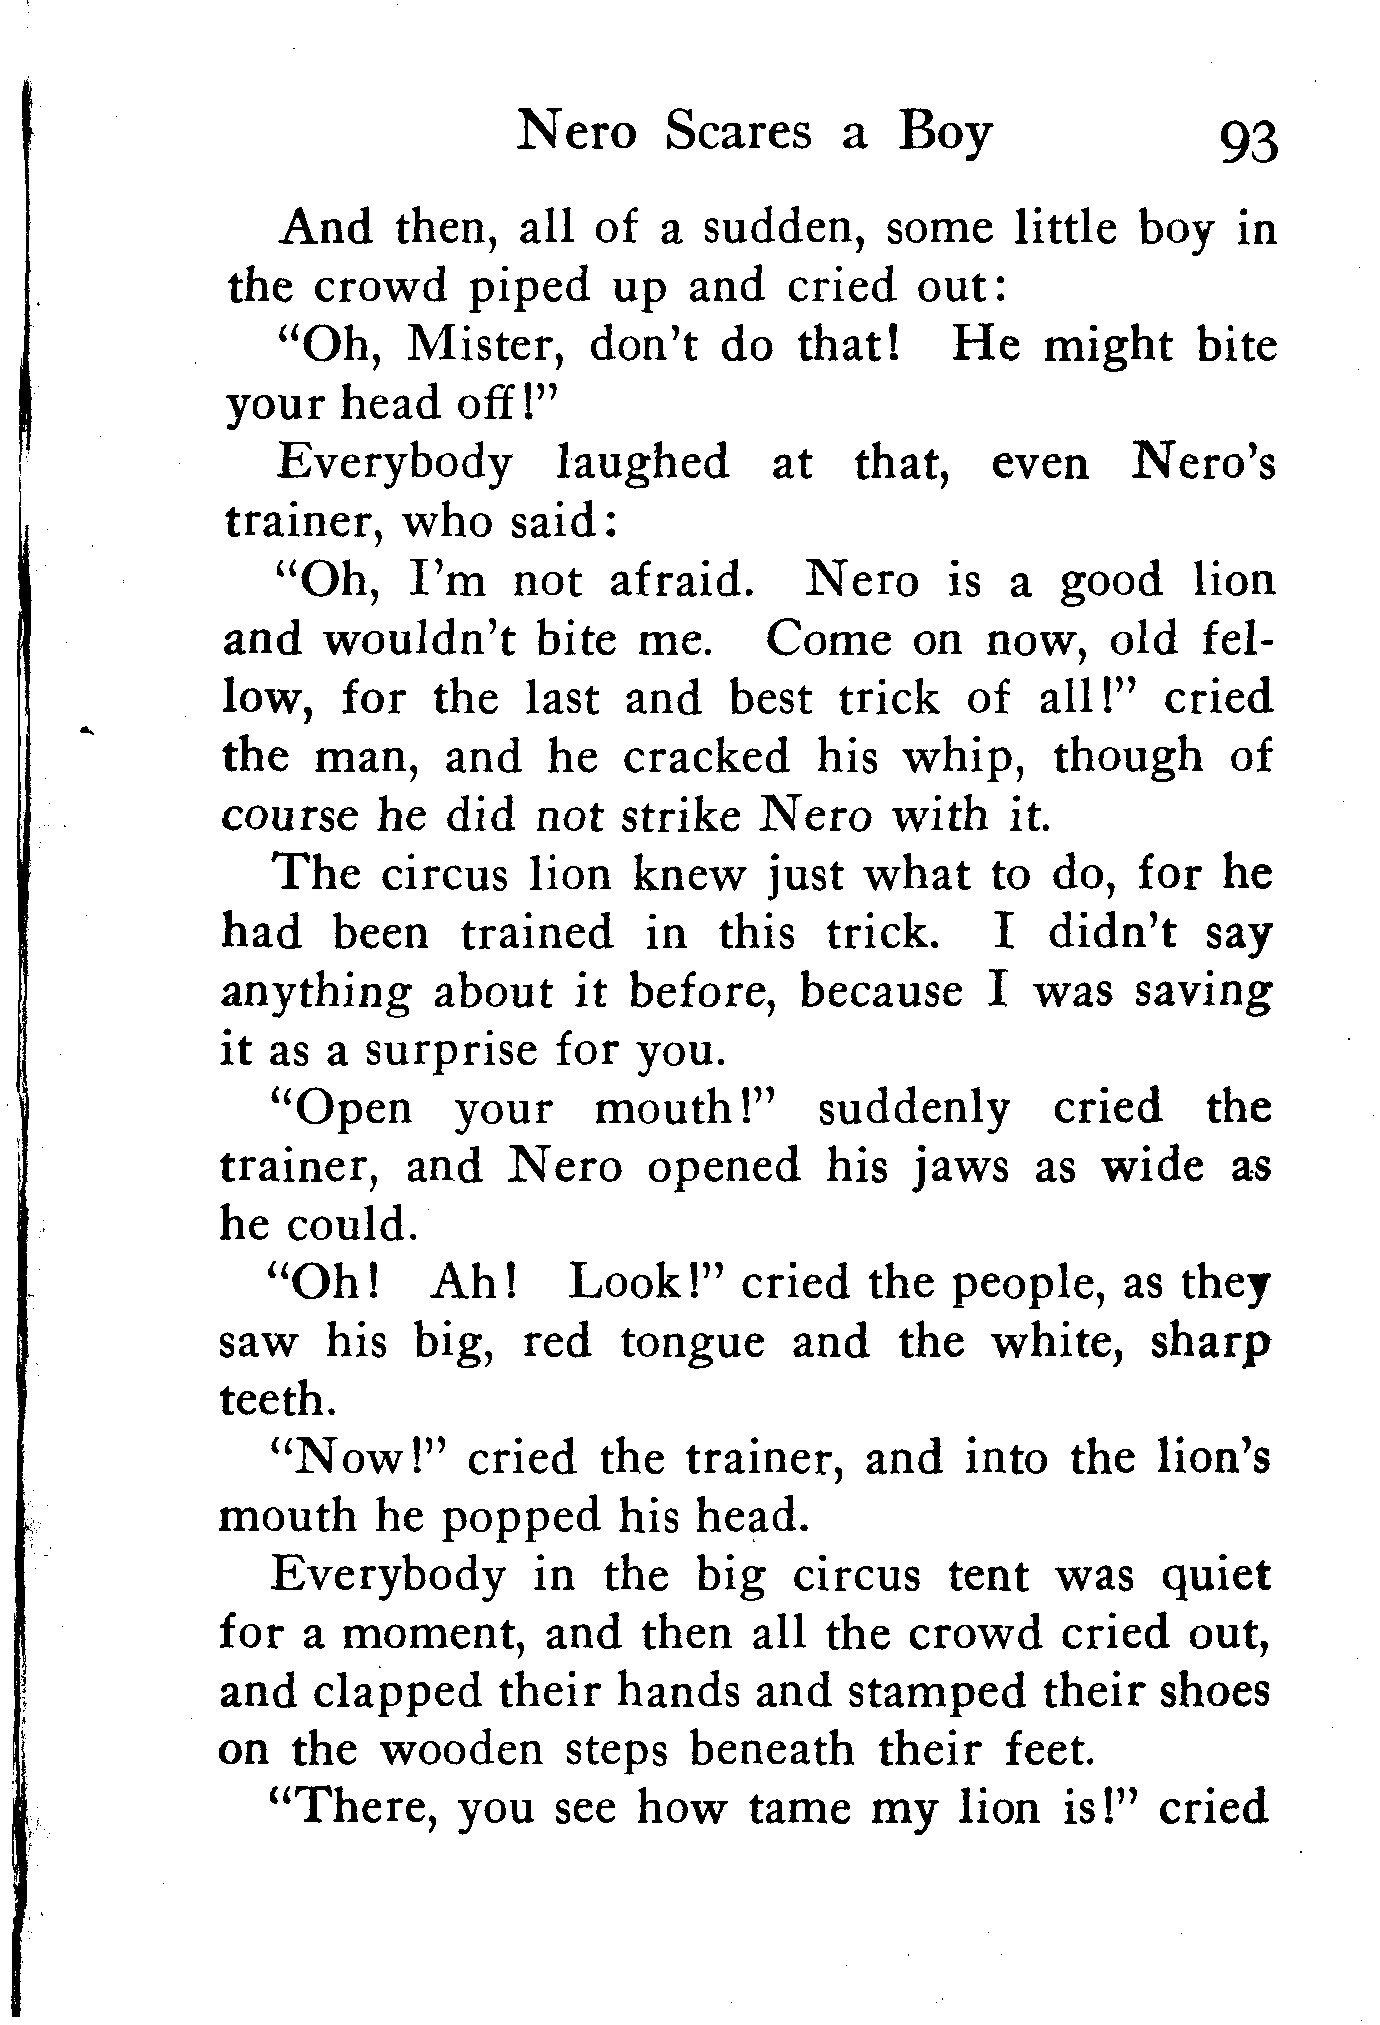 Nero Scares a Boy 93
And then, all of a sudden, some little boy in
the crowd piped up and cried out:
“Oh, Mister, don’t do that! He might bite
your head off!”
Everybody laughed at that, even Nero’s
trainer, who said:
“Oh, I’m not afraid. Nero is a good lion
and wouldn’t bite me. Come on now, old fel-
low, for the last and best trick of all!” cried
the man, and he cracked his whip, though of
course he did not strike Nero with it.
The circus lion knew just what to do, for he
had been trained in this trick. I didn’t say
anything about it before, because I was saving
it as a surprise for you.
“Open your mouth!” suddenly cried the
trainer, and Nero opened his jaws as wide as
he could.
“Oh! Ah! Look!” cried the people, as they
saw his big, red tongue and the white, sharp
teeth.
“Now!” cried the trainer, and into the lion’s
mouth he popped his head.
Everybody in the big circus tent was quiet
for a moment, and then all the crowd cried out,
and clapped their hands and stamped their shoes
on the wooden steps beneath their feet.
“There, you see how tame my lion is!” cried